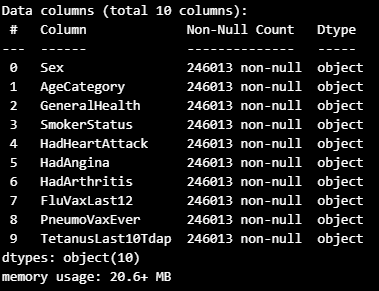 Data columns (total 10 columns):
 #   Column             Non-Null Count   Dtype
---  ------             --------------   -----
 0   Sex                246013 non-null  object
 1   AgeCategory        246013 non-null  object
 2   GeneralHealth      246013 non-null  object
 3   SmokerStatus       246013 non-null  object
 4   HadHeartAttack     246013 non-null  object
 5   HadAngina          246013 non-null  object
 6   HadArthritis       246013 non-null  object
 7   FluVaxLast12       246013 non-null  object
 8   PneumoVaxEver      246013 non-null  object
 9   TetanusLast10Tdap  246013 non-null  object
dtypes: object(10)
memory usage: 20.6+ MB